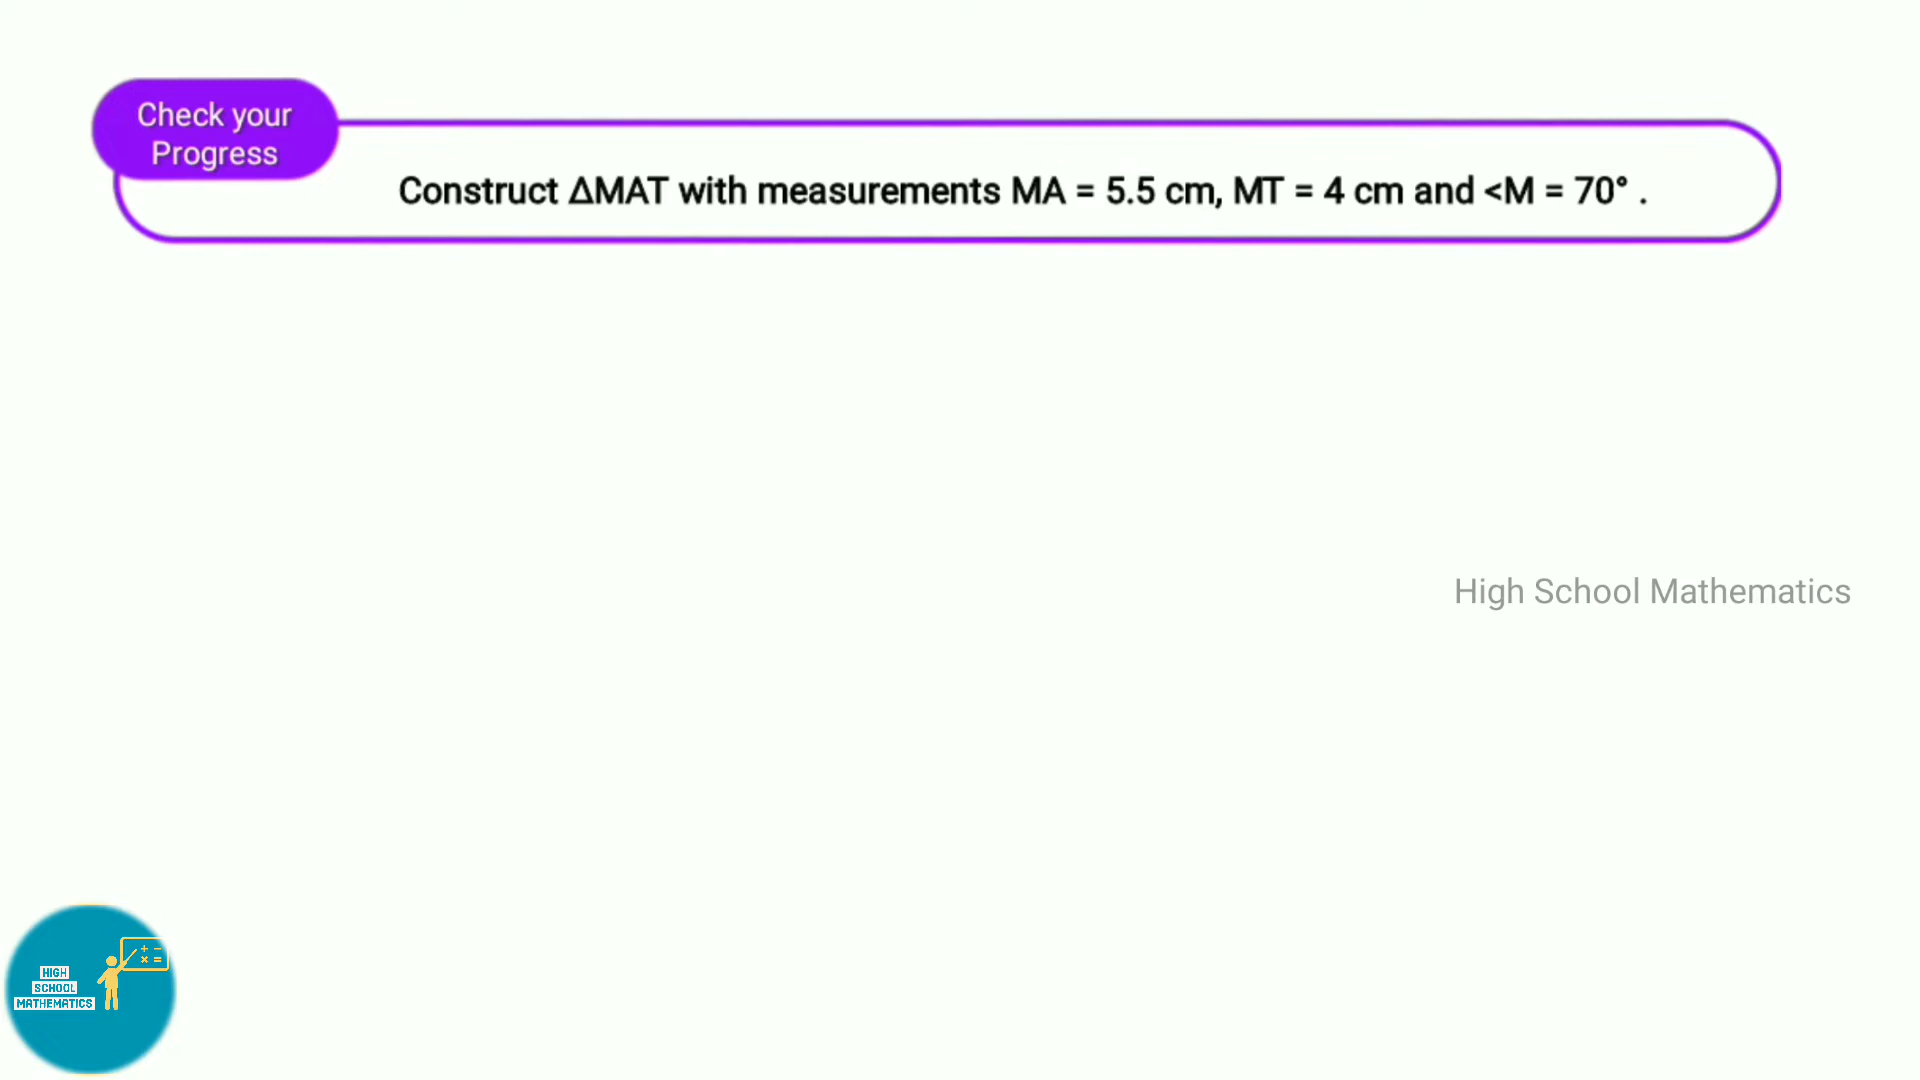 Check your
Progress
Construct ΔMAT with measurements MA = 5.5 cm, MT = 4 cm and <M = 70° .
High School Mathematics
+ −
× =
HIGH
SCHOOL
MATHEMATICS